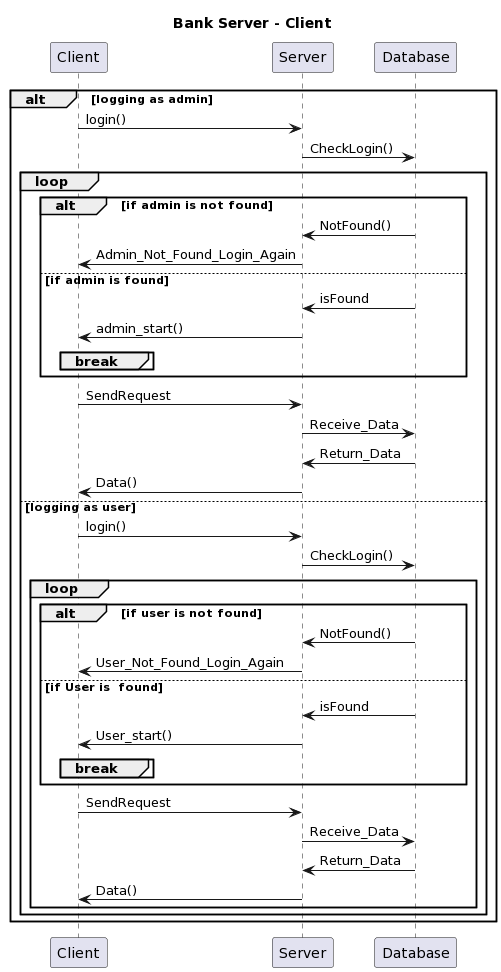 Bank Server - Client
Client Server Database
alt [logging as admin]
login()
CheckLogin()
loop
alt [if admin is not found]
NotFound()
Admin_Not_Found_Login_Again
[if admin is found]
isFound
admin_start()
break
SendRequest
Receive_Data
Return_Data
Data()
[logging as user]
login()
CheckLogin()
loop
alt [if user is not found]
NotFound()
User_Not_Found_Login_Again
[if User is  found]
isFound
User_start()
break
SendRequest
Receive_Data
Return_Data
Data()
Client Server Database